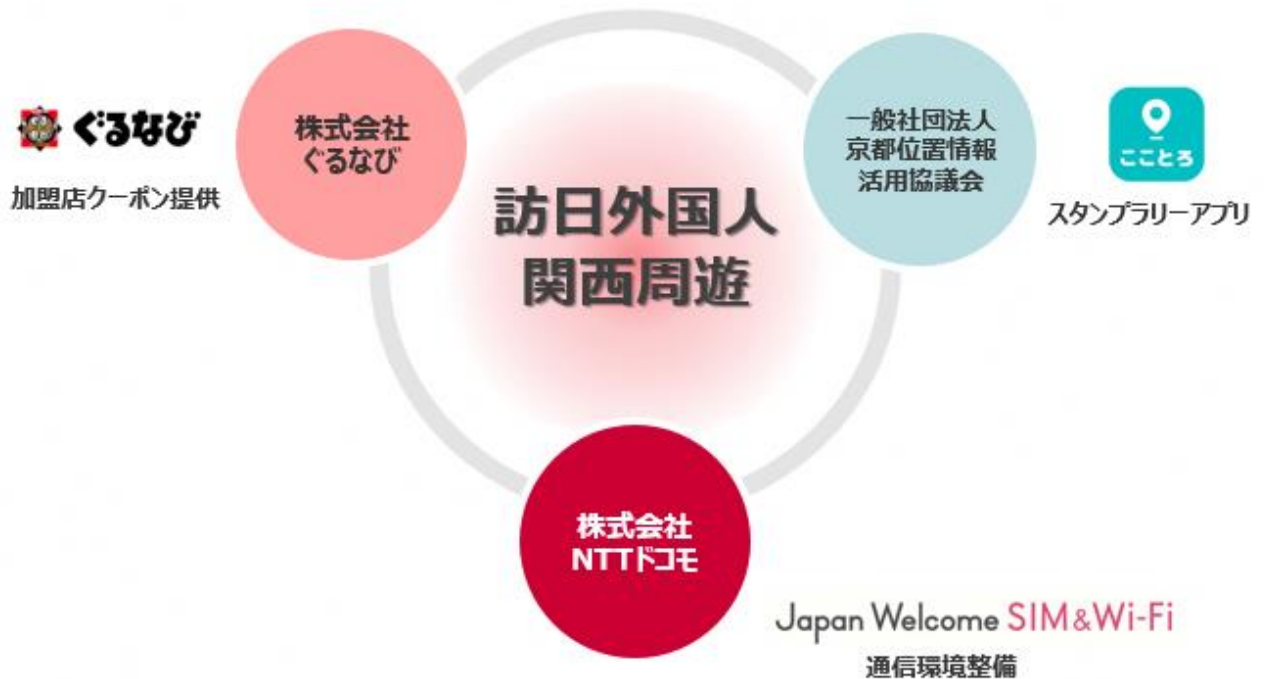 ぐるなび
加盟店クーポン提供
株式会社
ぐるなび
訪日外国人
関西周遊
一般社団法人
京都位置情報
活用協議会
こことろ
スタンプラリーアプリ
株式会社
NTTドコモ
Japan Welcome SIM&Wi-Fi
通信環境整備